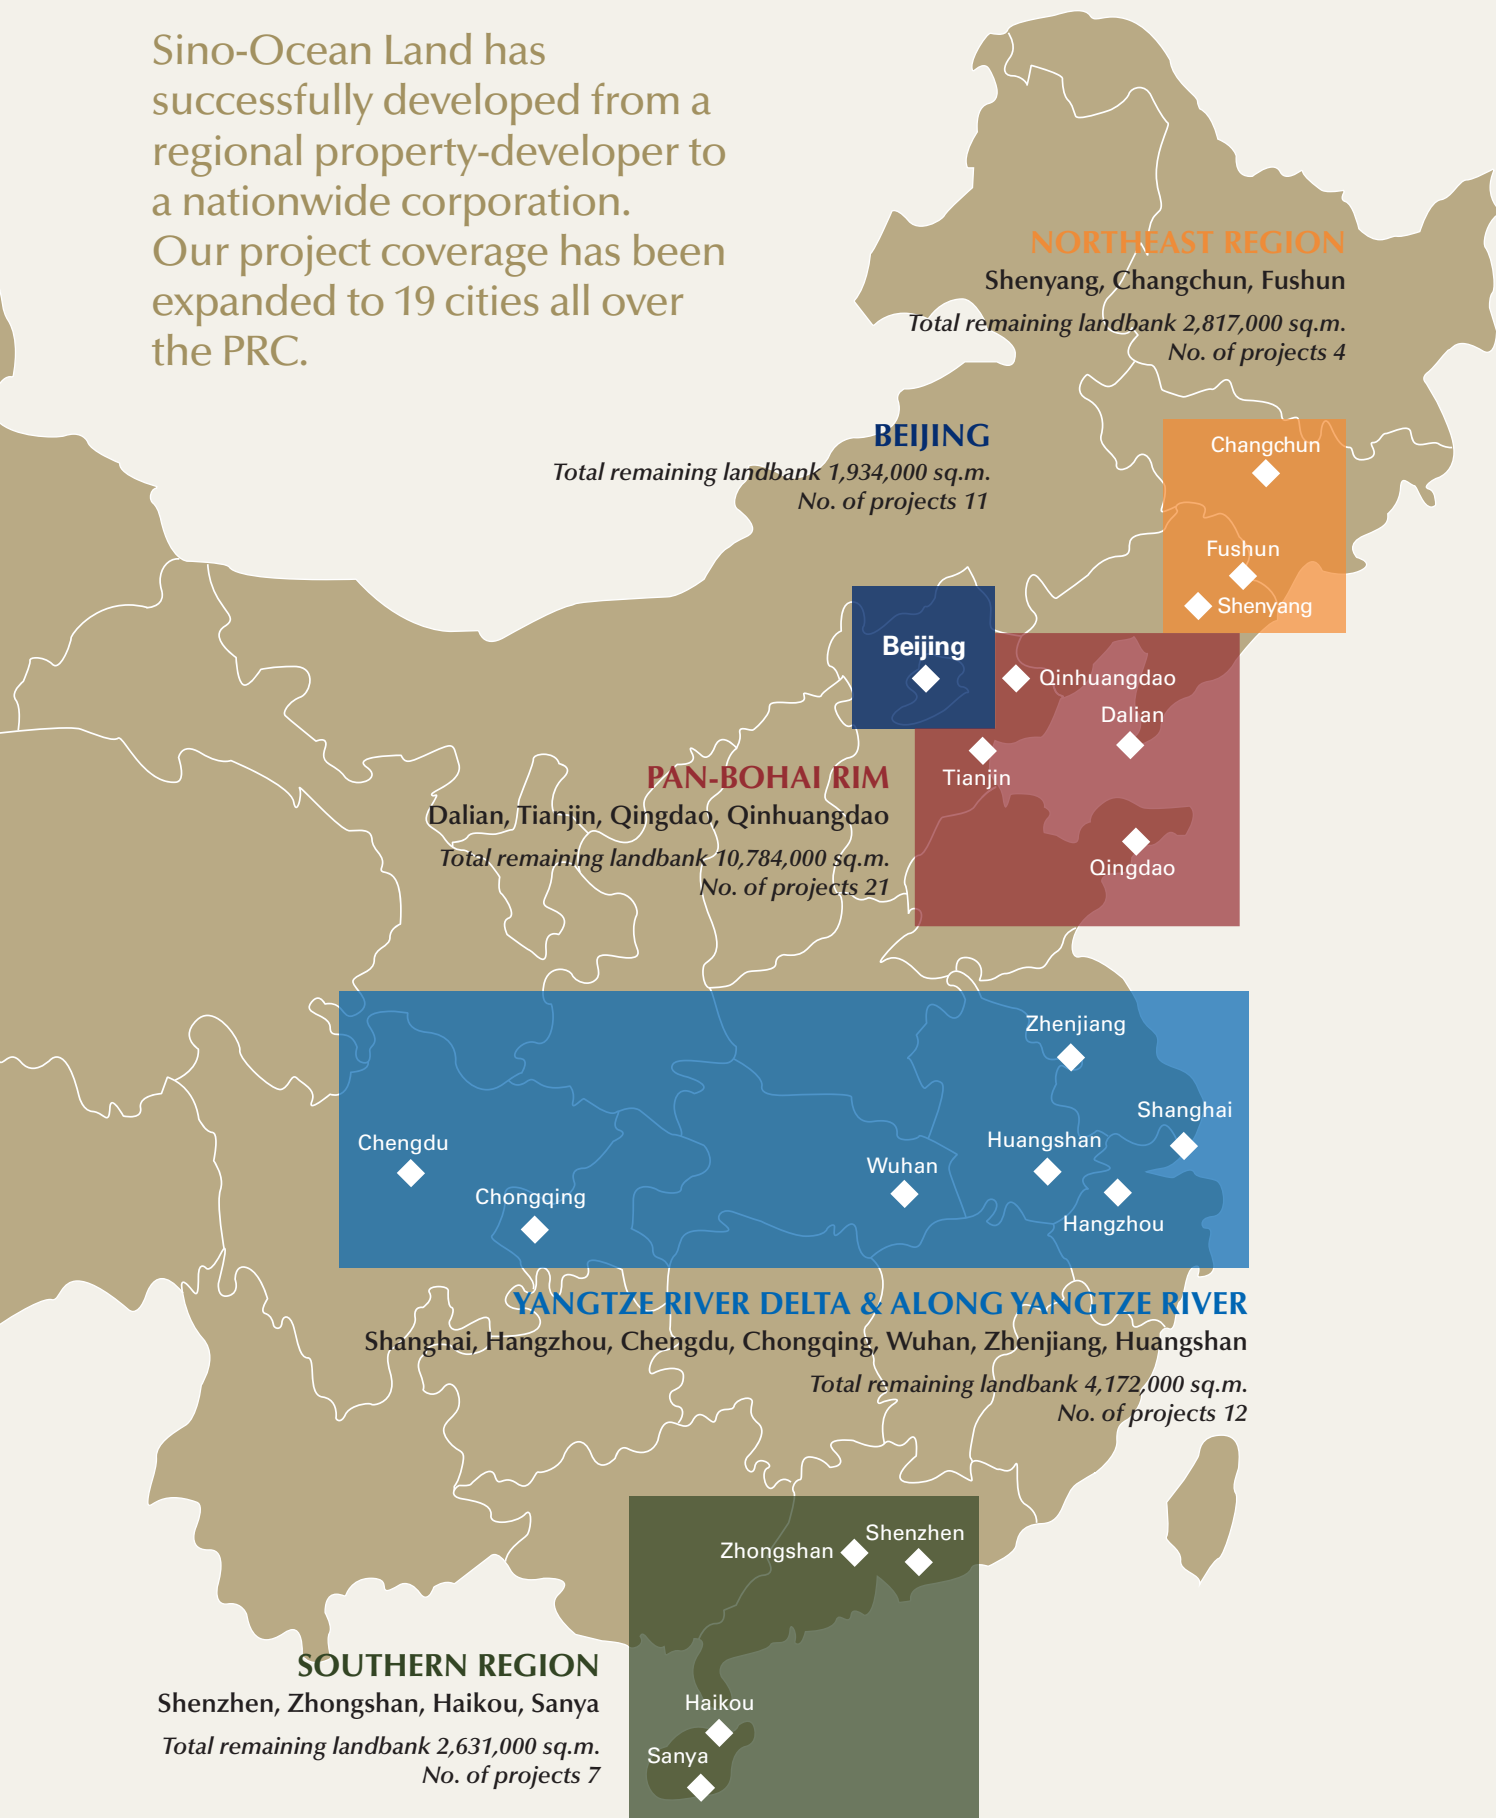 Sino-Ocean Land has
successfully developed from a
regional property-developer to
a nationwide corporation.
Our project coverage has been
expanded to 19 cities all over
the PRC.
NORTHEAST REGION
Shenyang, Changchun, Fushun
Total remaining landbank 2,817,000 sq.m.
No. of projects 4
BEIJING
Total remaining landbank 1,934,000 sq.m.
No. of projects 11
Changchun
Fushun
Shenyang
Beijing
Qinhuangdao
Dalian
Tianjin
Qingdao
PAN-BOHAI RIM
Dalian, Tianjin, Qingdao, Qinhuangdao
Total remaining landbank 10,784,000 sq.m.
No. of projects 21
Zhenjiang
Shanghai
Huangshan
Chengdu
Wuhan
Chongqing
Hangzhou
YANGTZE RIVER DELTA & ALONG YANGTZE RIVER
Shanghai, Hangzhou, Chengdu, Chongqing, Wuhan, Zhenjiang, Huangshan
Total remaining landbank 4,172,000 sq.m.
No. of projects 12
Shenzhen
Zhongshan
Haikou
Sanya
SOUTHERN REGION
Shenzhen, Zhongshan, Haikou, Sanya
Total remaining landbank 2,631,000 sq.m.
No. of projects 7